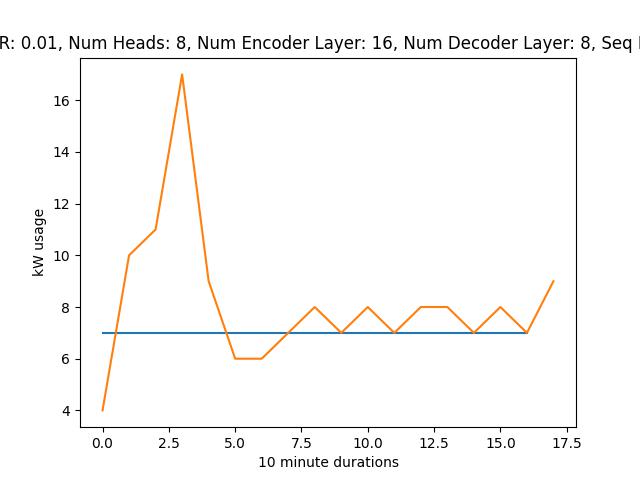 R: 0.01, Num Heads: 8, Num Encoder Layer: 16, Num Decoder Layer: 8, Seq
kW usage
16
14
12
10
8
6
4
0.0 2.5 5.0 7.5 10.0 12.5 15.0 17.5
10 minute durations